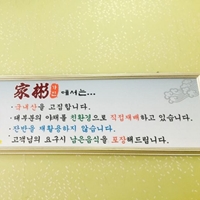 家彬 에서는...
· 국내산을 고집합니다.
· 대부분의 야채를 친환경으로 직접재배하고 있습니다.
· 잔반을 재활용하지 않습니다.
· 고객님의 요구시 남은음식을 포장해드립니다.